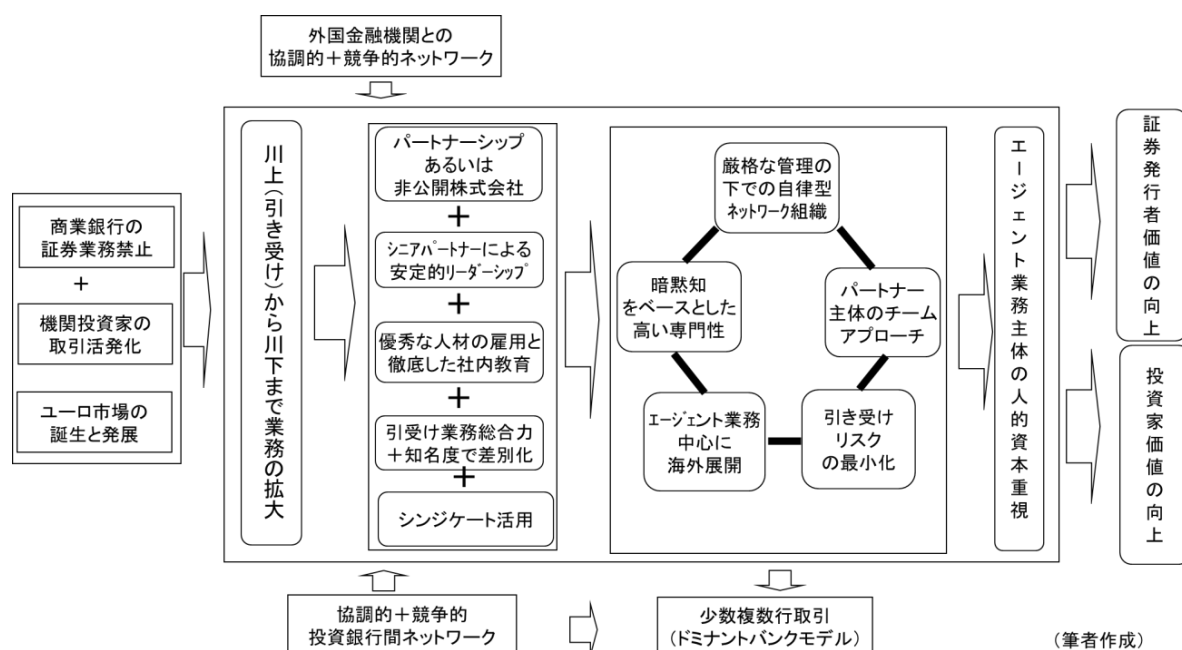 外国金融機関との
協調的＋競争的ネットワーク
商業銀行の
証券業務禁止
＋
機関投資家の
取引活発化
ユーロ市場の
誕生と発展
川上（引き受け）から川下まで業務の拡大
パートナーシップ
あるいは
非公開株式会社
＋
シニアパートナーによる
安定的リーダーシップ
＋
優秀な人材の雇用と
徹底した社内教育
＋
引受け業務総合力
＋知名度で差別化
＋
シンジケート活用
厳格な管理の
下での自律型
ネットワーク組織
暗黙知
をベースとした
高い専門性
パートナー
主体のチーム
アプローチ
エージェント業務
中心に
海外展開
引き受け
リスク
の最小化
エージェント業務主体の人的資本重視
証券発行者価値の向上
投資家価値の向上
協調的＋競争的
投資銀行間ネットワーク
少数複数行取引
（ドミナントバンクモデル）
（筆者作成）